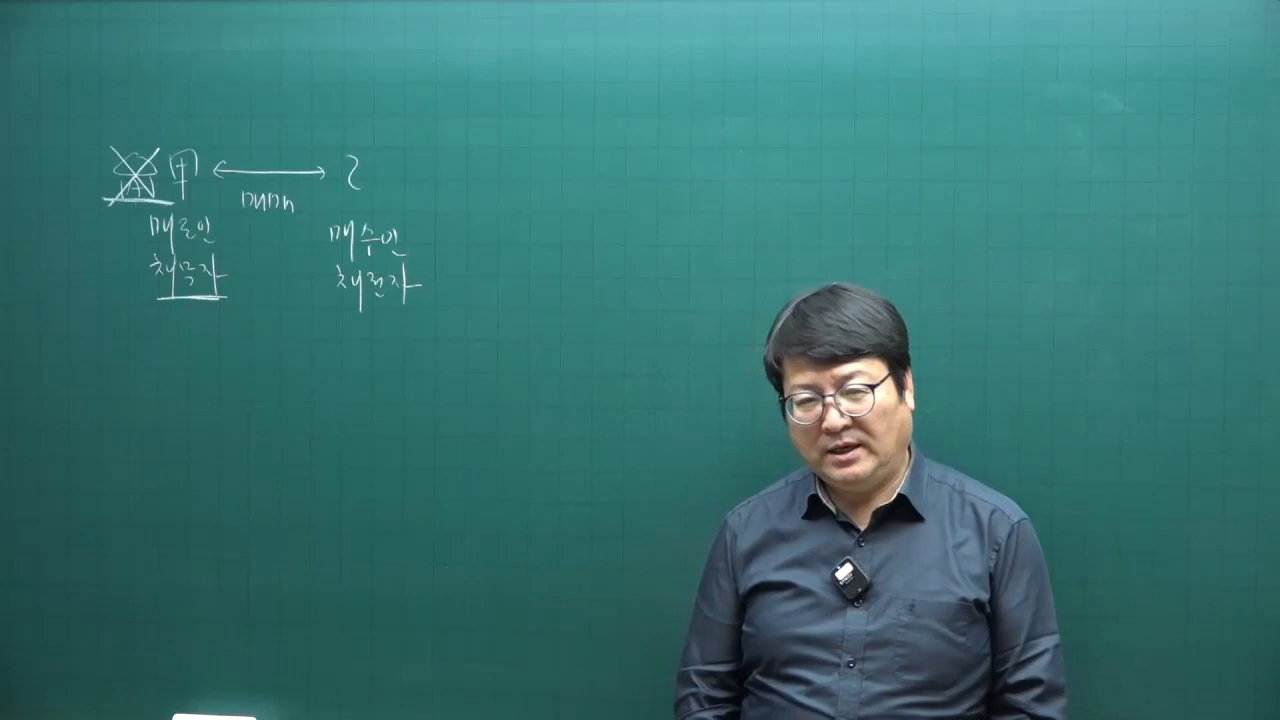 甲 ↔ 乙
매매
매도인 매수인
채무자 채권자